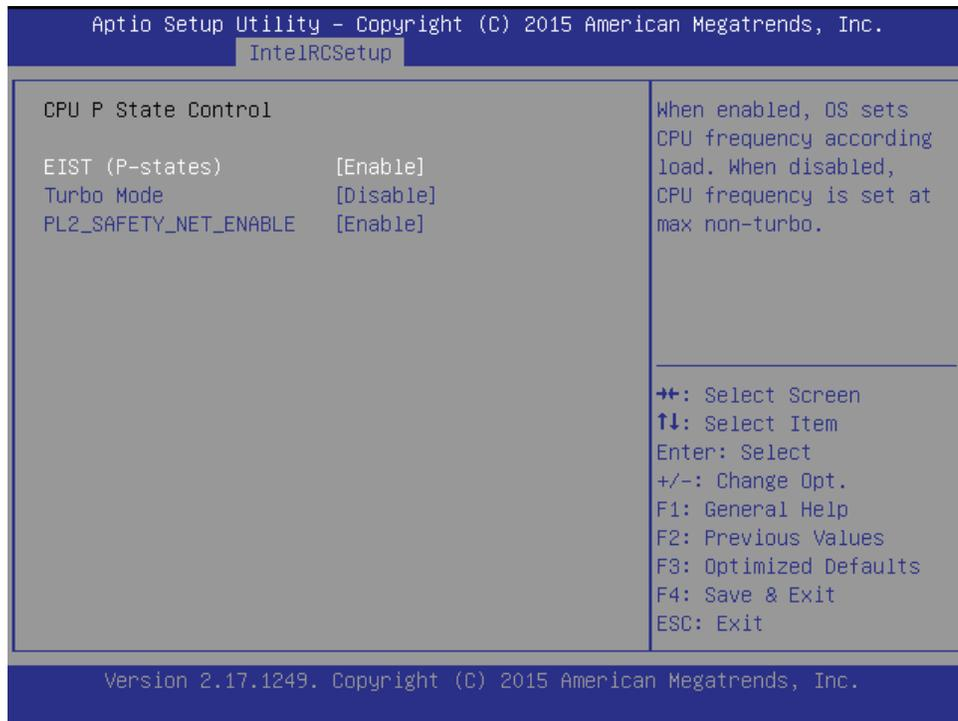 Aptio Setup Utility – Copyright (C) 2015 American Megatrends, Inc.
IntelRCSetup
CPU P State Control
EIST (P-states) [Enable]
Turbo Mode [Disable]
PL2_SAFETY_NET_ENABLE [Enable]
When enabled, OS sets
CPU frequency according
load. When disabled,
CPU frequency is set at
max non-turbo.
→←: Select Screen
↑↓: Select Item
Enter: Select
+/-: Change Opt.
F1: General Help
F2: Previous Values
F3: Optimized Defaults
F4: Save & Exit
ESC: Exit
Version 2.17.1249. Copyright (C) 2015 American Megatrends, Inc.